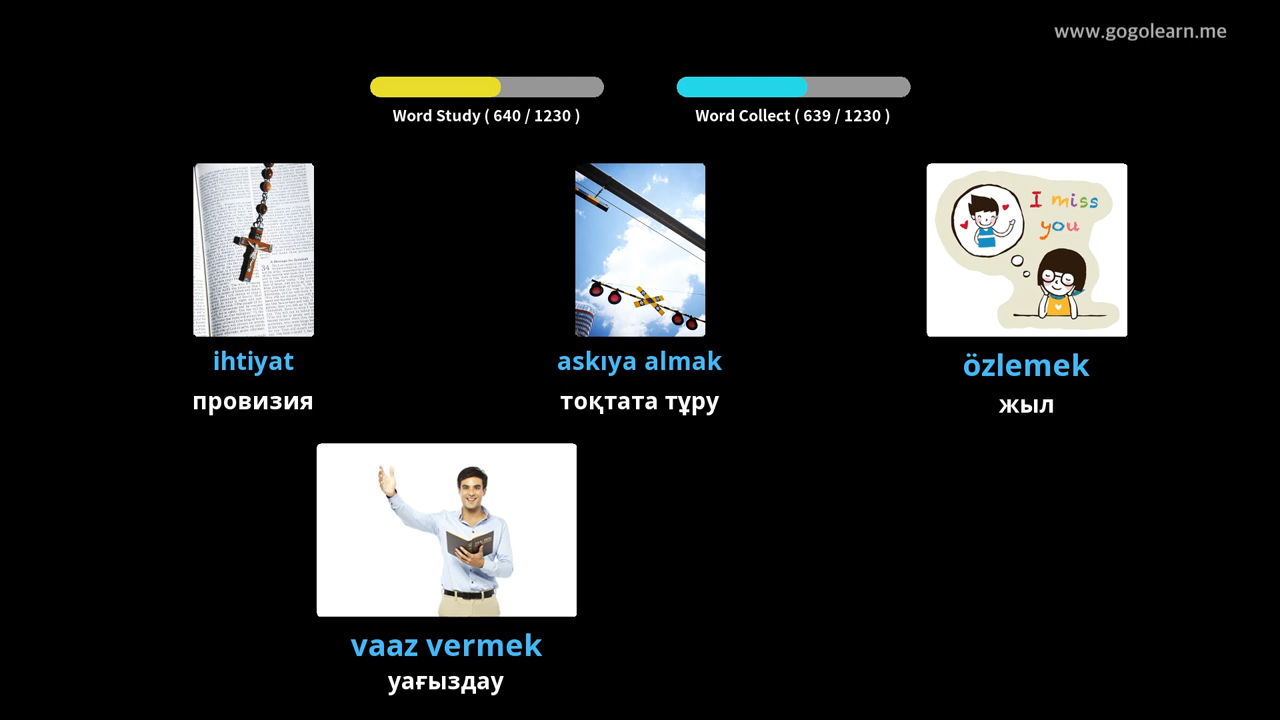 www.gogolearn.me
Word Study ( 640 / 1230 )
Word Collect ( 639 / 1230 )
I miss
you
ihtiyat
askıya almak
özlemek
провизия
тоқтата тұру
жыл
vaaz vermek
уағыздау